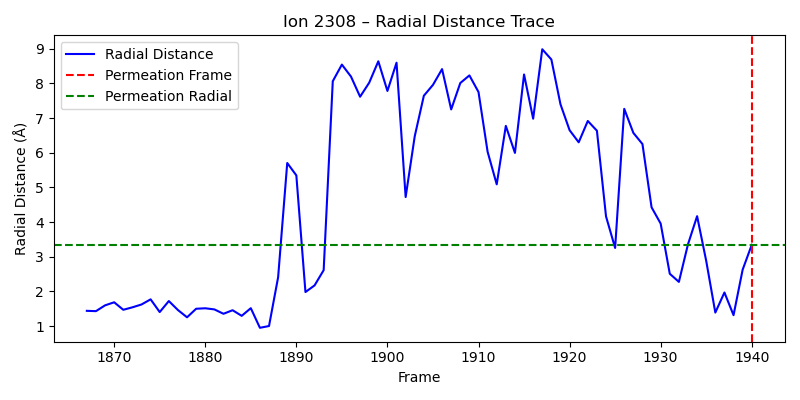 Ion 2308 – Radial Distance Trace
Radial Distance (Å)
9
8
7
6
5
4
3
2
1
Radial Distance
Permeation Frame
Permeation Radial
1870 1880 1890 1900 1910 1920 1930 1940
Frame